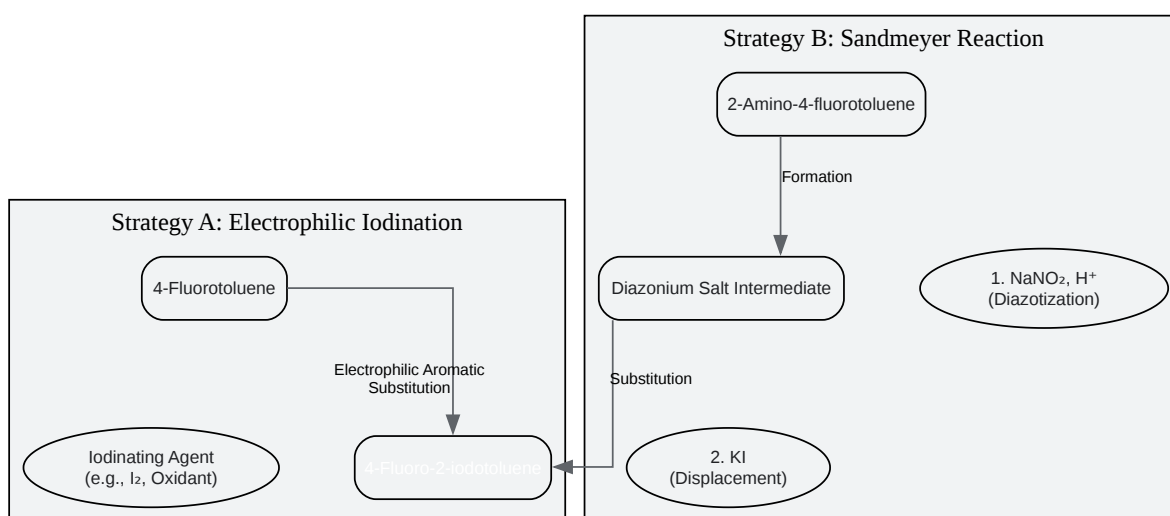 Strategy B: Sandmeyer Reaction
2-Amino-4-fluorotoluene
Formation
Diazonium Salt Intermediate
1. NaNO₂, H⁺
(Diazotization)
Substitution
2. KI
(Displacement)
Strategy A: Electrophilic Iodination
4-Fluorotoluene
Electrophilic Aromatic
Substitution
Iodinating Agent
(e.g., I₂, Oxidant)
4-Fluoro-2-iodotoluene